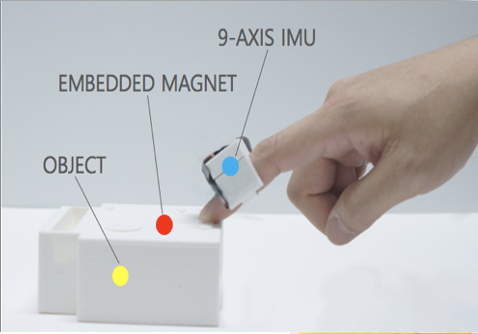 9-AXIS IMU
EMBEDDED MAGNET
OBJECT